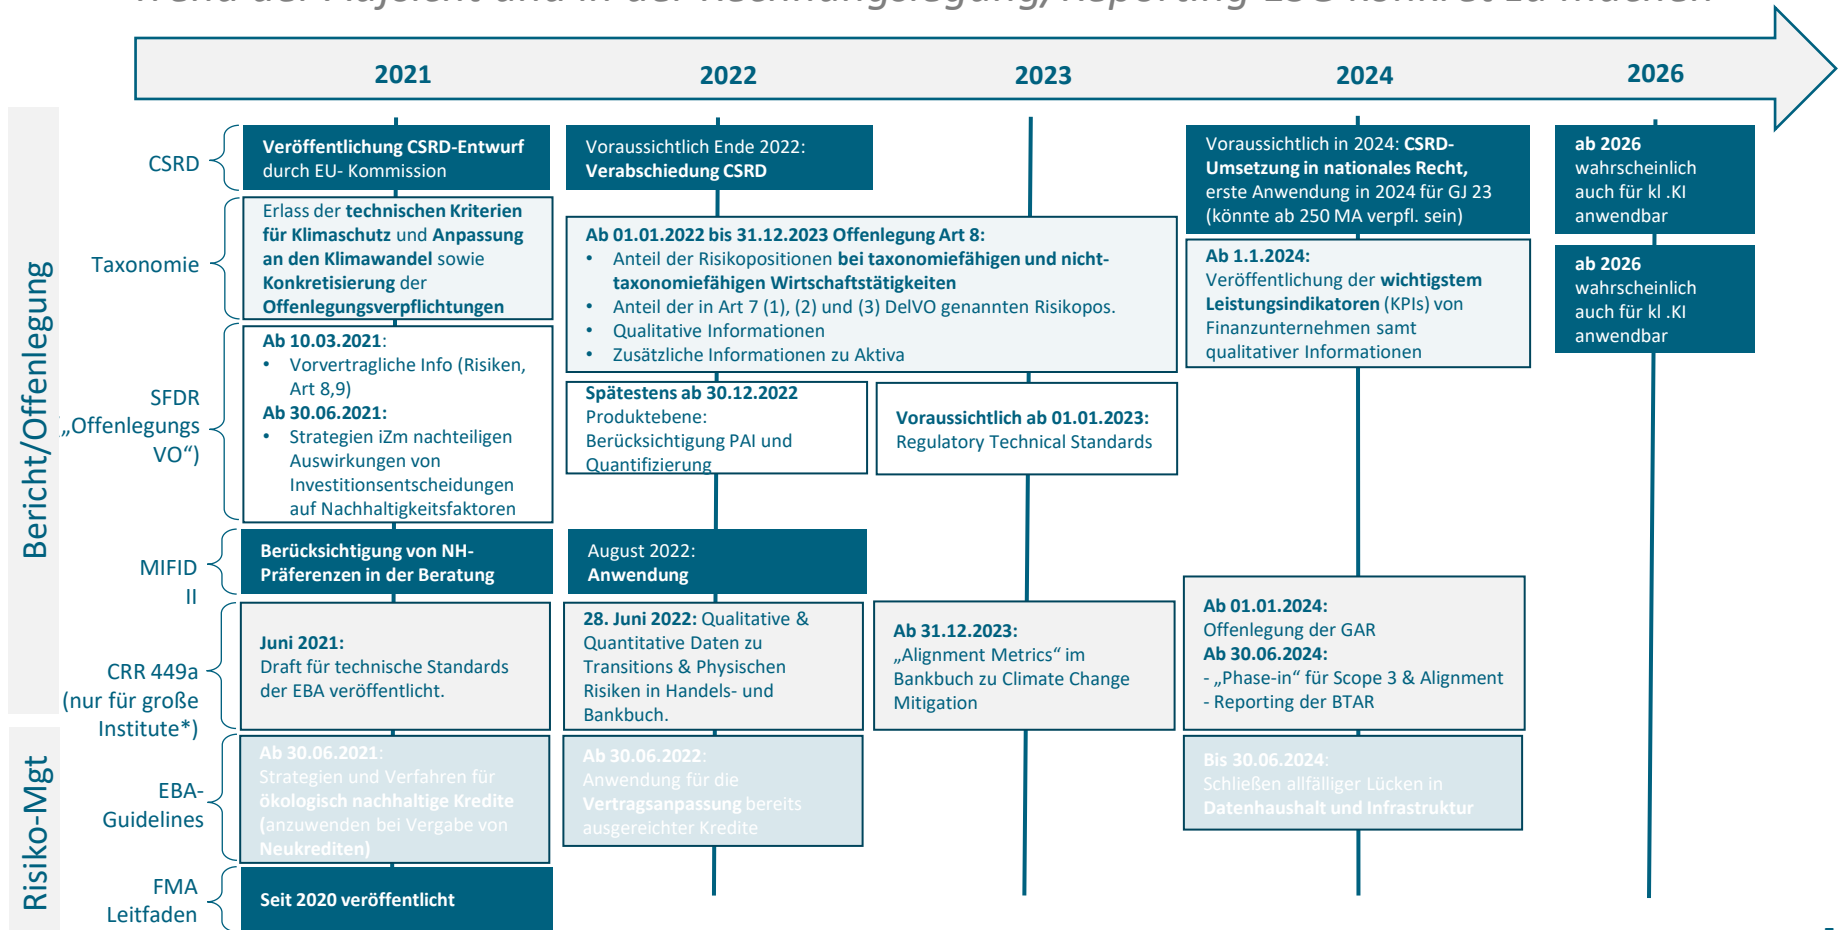 Trend der Aufsicht und in der Rechnungslegung/Reporting ESG konkret zu machen
2021
2022
2023
2024
2026
Bericht/Offenlegung
CSRD
Veröffentlichung CSRD-Entwurf
durch EU- Kommission
Voraussichtlich Ende 2022:
Verabschiedung CSRD
Voraussichtlich in 2024: CSRD-
Umsetzung in nationales Recht,
erste Anwendung in 2024 für GJ 23
(könnte ab 250 MA verpfl. sein)
ab 2026
wahrscheinlich
auch für kl .KI
anwendbar
Taxonomie
Erlass der technischen Kriterien
für Klimaschutz und Anpassung
an den Klimawandel sowie
Konkretisierung der
Offenlegungsverpflichtungen
Ab 01.01.2022 bis 31.12.2023 Offenlegung Art 8:
• Anteil der Risikopositionen bei taxonomiefähigen und nicht-
taxonomiefähigen Wirtschaftstätigkeiten
• Anteil der in Art 7 (1), (2) und (3) DelVO genannten Risikopos.
• Qualitative Informationen
• Zusätzliche Informationen zu Aktiva
Ab 1.1.2024:
Veröffentlichung der wichtigstem
Leistungsindikatoren (KPIs) von
Finanzunternehmen samt
qualitativer Informationen
ab 2026
wahrscheinlich
auch für kl .KI
anwendbar
SFDR
(„Offenlegungs
VO“)
Ab 10.03.2021:
• Vorvertragliche Info (Risiken,
Art 8,9)
Ab 30.06.2021:
• Strategien iZm nachteiligen
Auswirkungen von
Investitionsentscheidungen
auf Nachhaltigkeitsfaktoren
Spätestens ab 30.12.2022
Produktebene:
Berücksichtigung PAI und
Quantifizierung
Voraussichtlich ab 01.01.2023:
Regulatory Technical Standards
MIFID
II
Berücksichtigung von NH-
Präferenzen in der Beratung
August 2022:
Anwendung
CRR 449a
(nur für große
Institute*)
Juni 2021:
Draft für technische Standards
der EBA veröffentlicht.
28. Juni 2022: Qualitative &
Quantitative Daten zu
Transitions & Physischen
Risiken in Handels- und
Bankbuch.
Ab 31.12.2023:
„Alignment Metrics“ im
Bankbuch zu Climate Change
Mitigation
Ab 01.01.2024:
Offenlegung der GAR
Ab 30.06.2024:
- „Phase-in“ für Scope 3 & Alignment
- Reporting der BTAR
Risiko-Mgt
EBA-
Guidelines
Ab 30.06.2021:
Strategien und Verfahren für
ökologisch nachhaltige Kredite
(anzuwenden bei Vergabe von
Neukrediten)
Ab 30.06.2022:
Anwendung für die
Vertragsanpassung bereits
ausgereichter Kredite
Bis 30.06.2024:
Schließen allfälliger Lücken in
Datenhaushalt und Infrastruktur
FMA
Leitfaden
Seit 2020 veröffentlicht